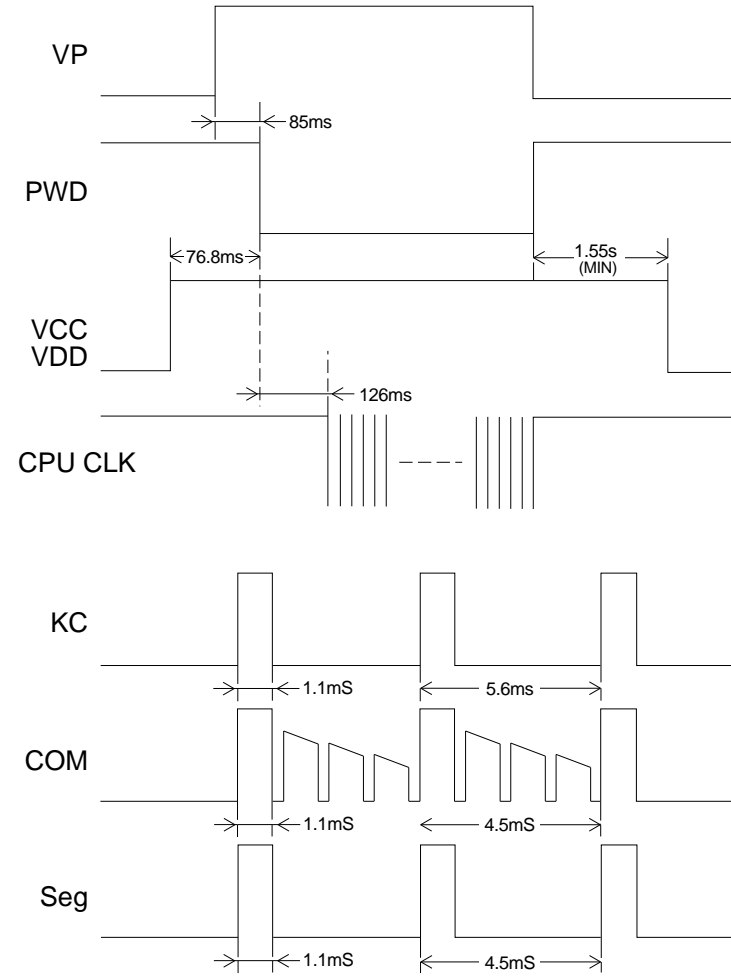 VP
85ms
PWD
76.8ms
1.55s
(MIN)
VCC
VDD
126ms
CPU CLK
KC
1.1mS
5.6ms
COM
1.1mS
4.5mS
Seg
1.1mS
4.5mS